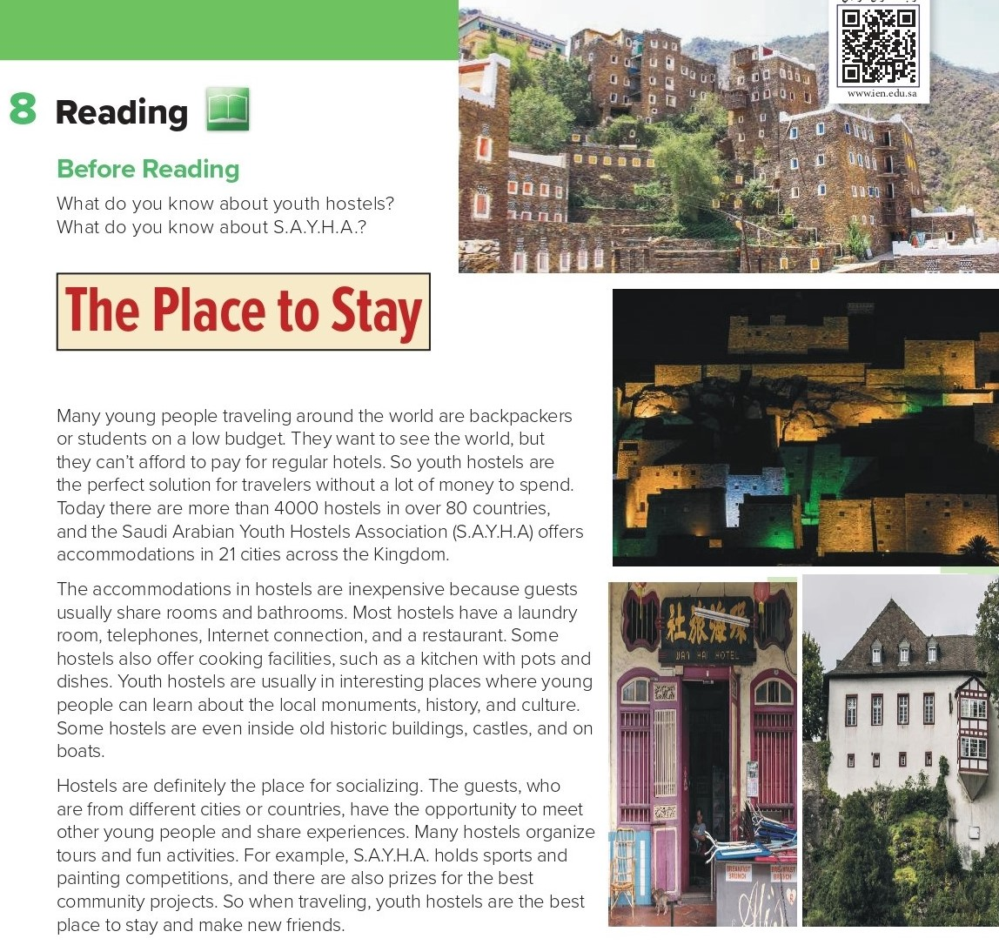 www.ien.edu.sa
8 Reading
Before Reading
What do you know about youth hostels?
What do you know about S.A.Y.H.A.?
The Place to Stay
Many young people traveling around the world are backpackers
or students on a low budget. They want to see the world, but
they can't afford to pay for regular hotels. So youth hostels are
the perfect solution for travelers without a lot of money to spend.
Today there are more than 4000 hostels in over 80 countries,
and the Saudi Arabian Youth Hostels Association (S.A.Y.H.A) offers
accommodations in 21 cities across the Kingdom.
The accommodations in hostels are inexpensive because guests
usually share rooms and bathrooms. Most hostels have a laundry
room, telephones, Internet connection, and a restaurant. Some
hostels also offer cooking facilities, such as a kitchen with pots and
dishes. Youth hostels are usually in interesting places where young
people can learn about the local monuments, history, and culture.
Some hostels are even inside old historic buildings, castles, and on
boats.
Hostels are definitely the place for socializing. The guests, who
are from different cities or countries, have the opportunity to meet
other young people and share experiences. Many hostels organize
tours and fun activities. For example, S.A.Y.H.A. holds sports and
painting competitions, and there are also prizes for the best
community projects. So when traveling, youth hostels are the best
place to stay and make new friends.
社旅海
HAI HOTEL
BREAKFAST
BRUNCH
BREAKFAST
BRUNCH